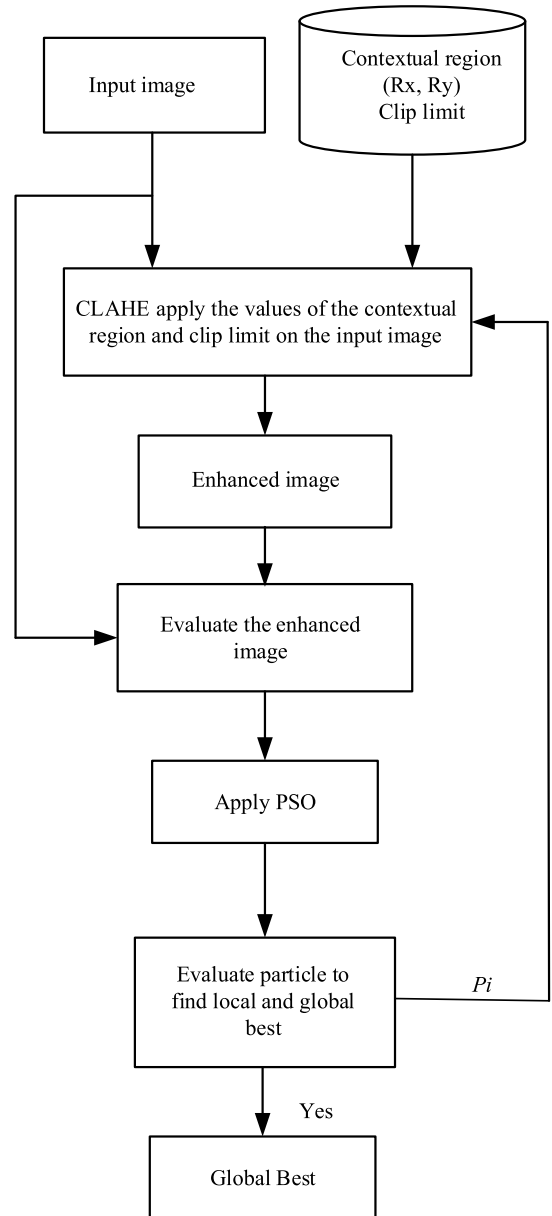 Input image
Contextual region
(Rx, Ry)
Clip limit
CLAHE apply the values of the contextual
region and clip limit on the input image
Enhanced image
Evaluate the enhanced
image
Apply PSO
Evaluate particle to
find local and global
best
Pi
Yes
Global Best